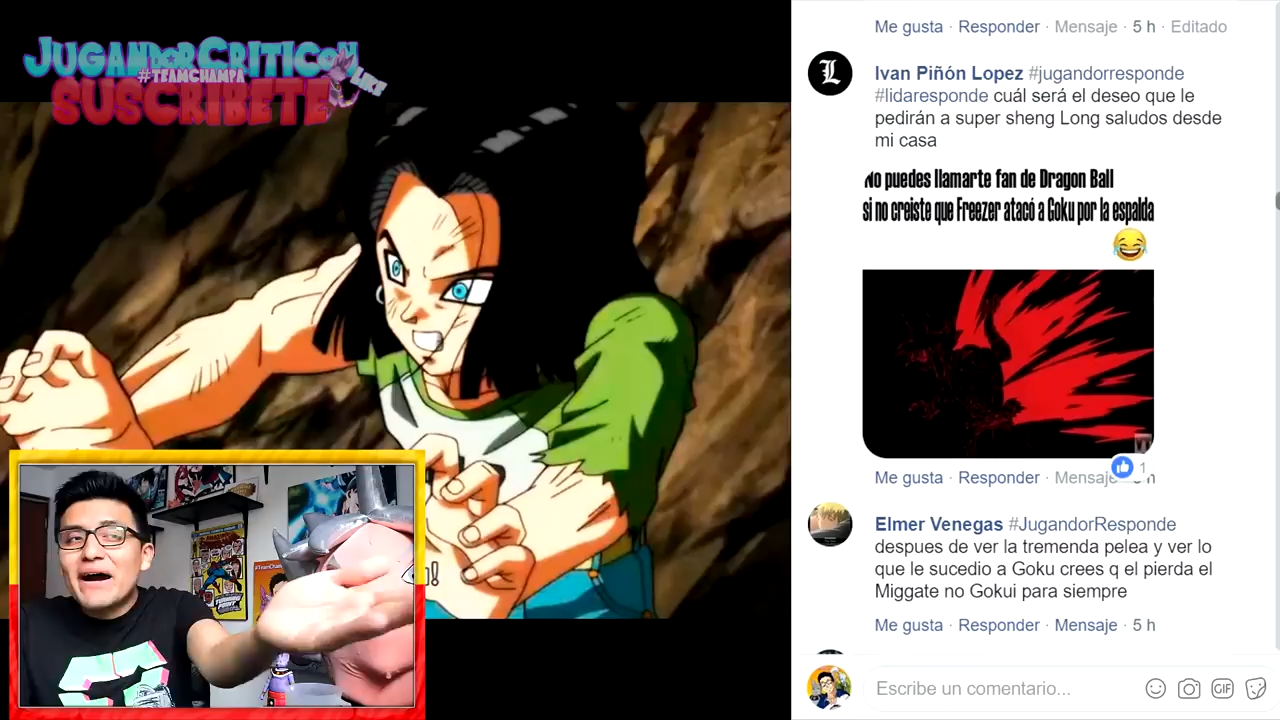 JUGANDORCRITICON
#TEAMCHAMPA
LIKE
SUSCRIBETE
Me gusta · Responder · Mensaje · 5 h · Editado
Ivan Piñón Lopez #jugandorresponde
#lidaresponde cuál será el deseo que le
pedirán a super sheng Long saludos desde
mi casa
No puedes llamarte fan de Dragon Ball
si no creiste que Freezer atacó a Goku por la espalda
Me gusta · Responder · Mensaje
1
Elmer Venegas #JugandorResponde
despues de ver la tremenda pelea y ver lo
que le sucedio a Goku crees q el pierda el
Miggate no Gokui para siempre
Me gusta · Responder · Mensaje · 5 h
Escribe un comentario...
GIF